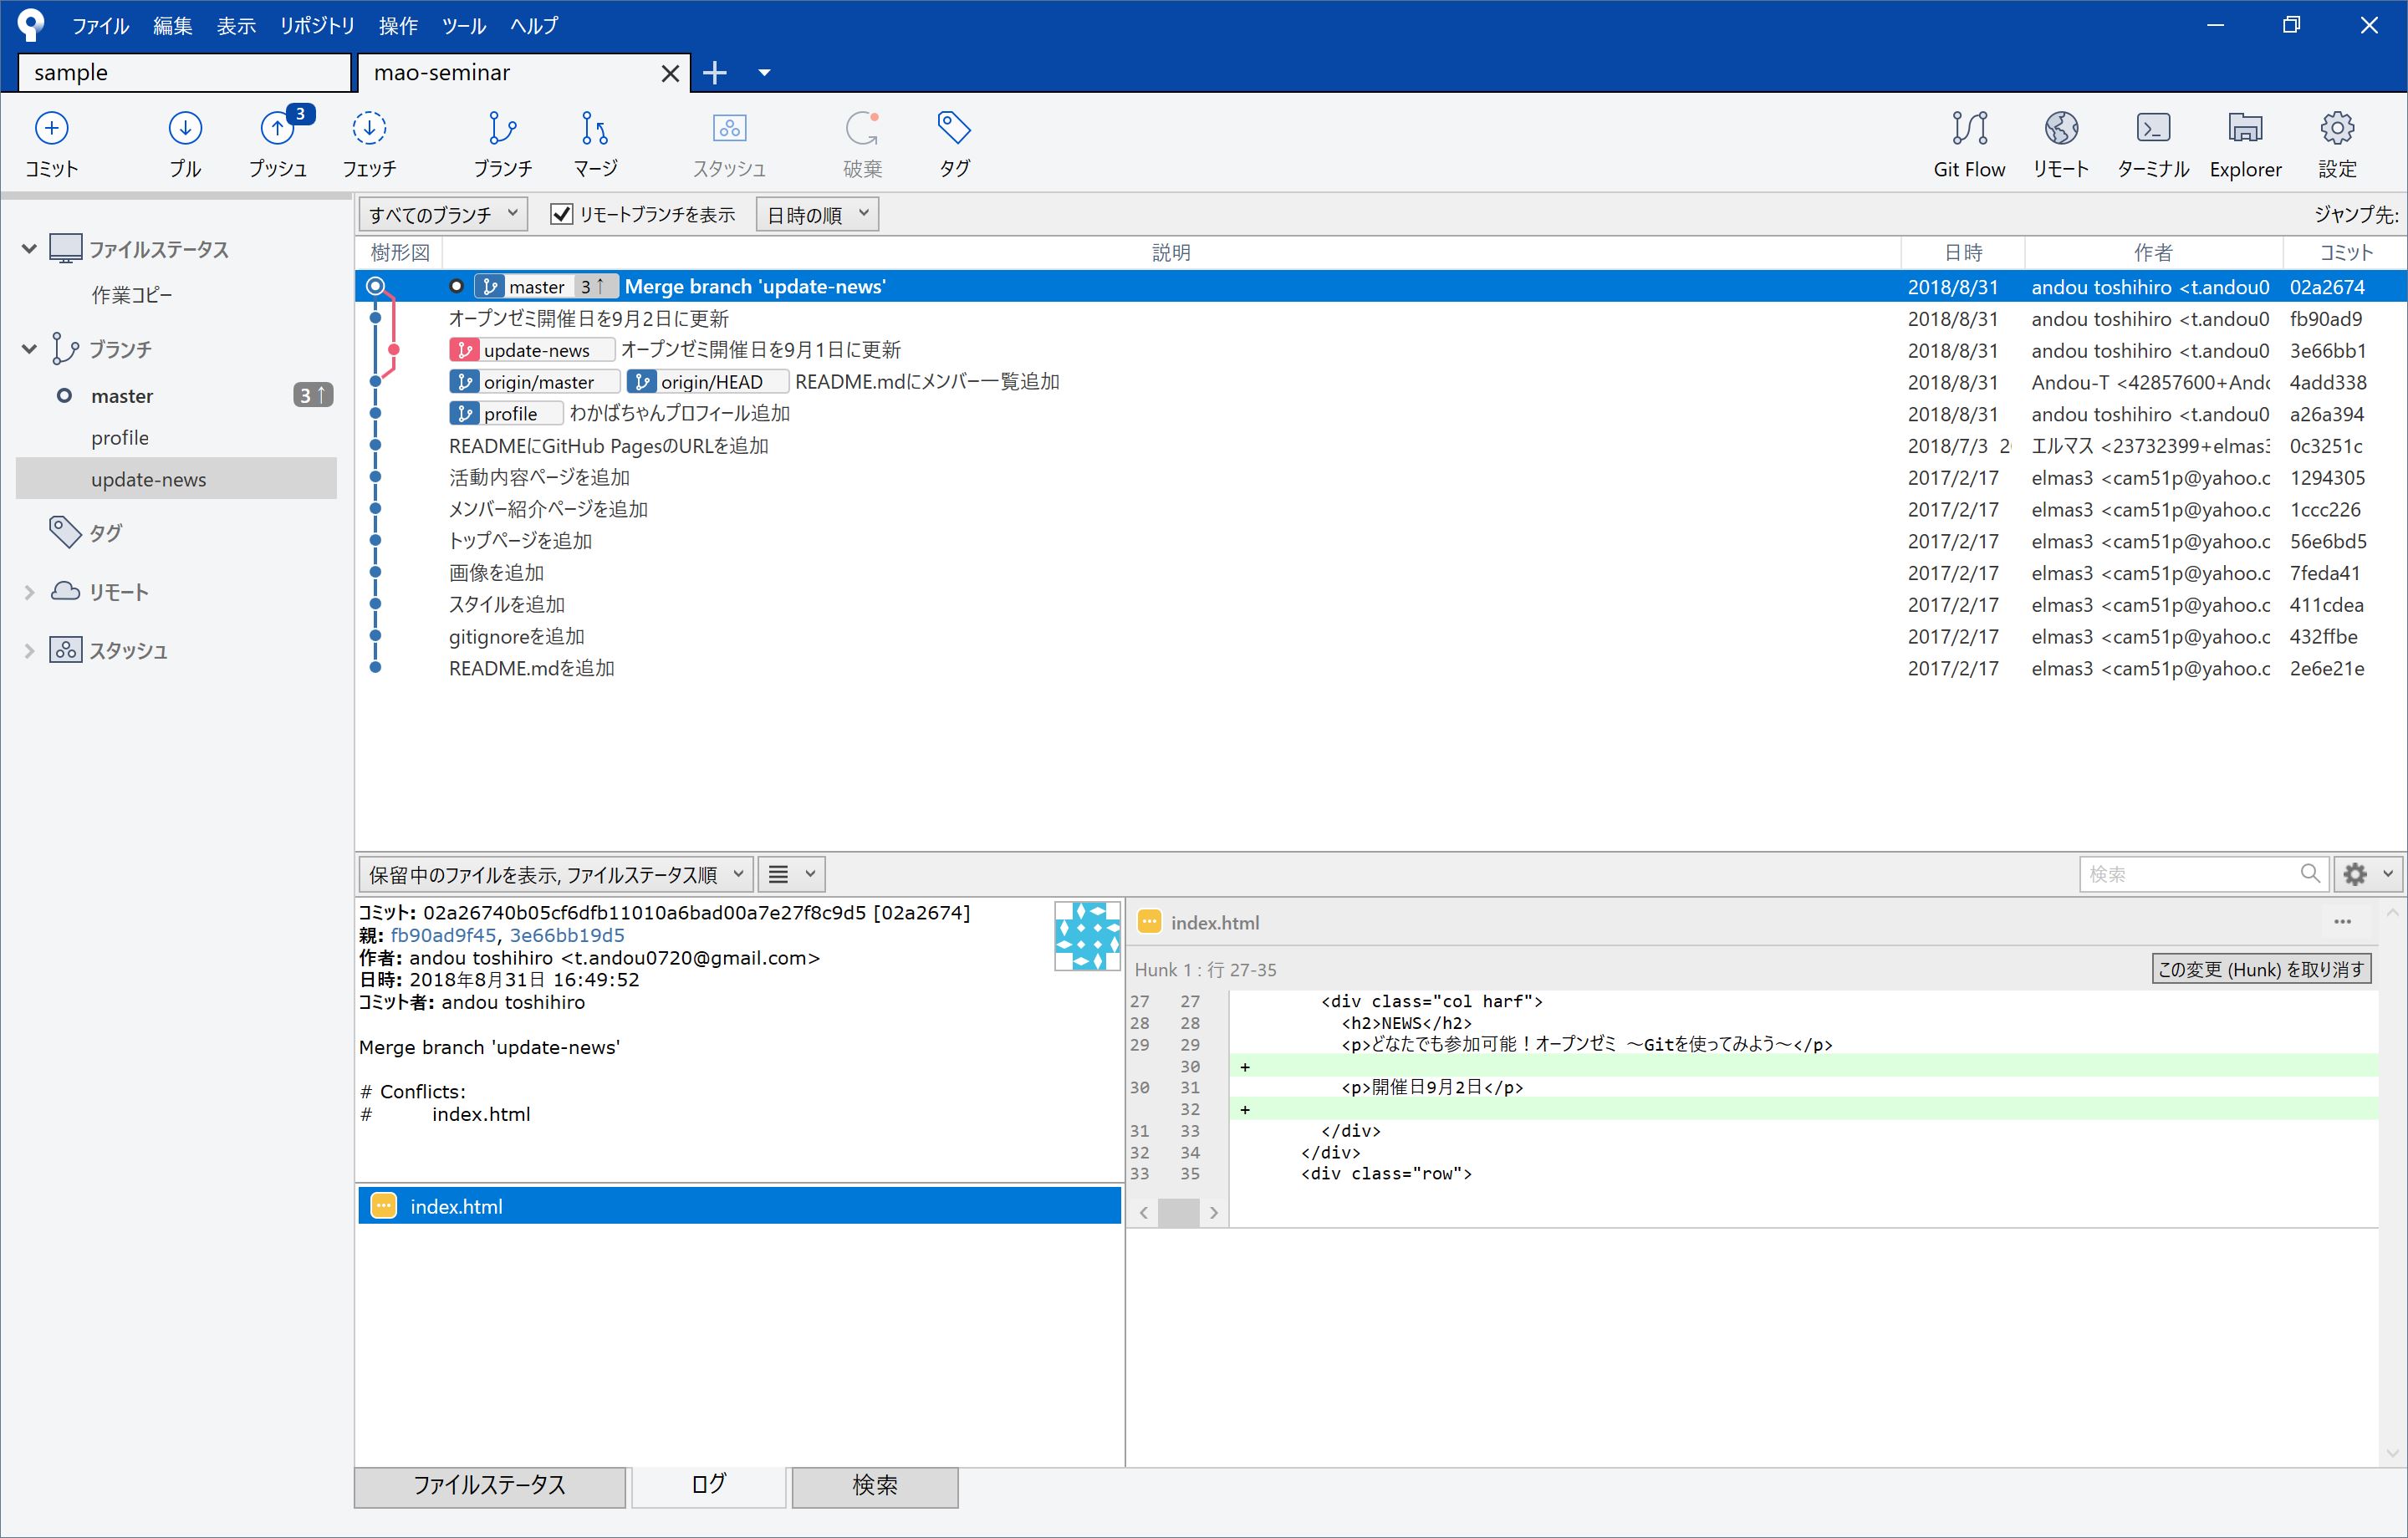 ファイル 編集 表示 リポジトリ 操作 ツール ヘルプ
sample
mao-seminar
コミット プル プッシュ 3 フェッチ ブランチ マージ スタッシュ 破棄 タグ Git Flow リモート ターミナル Explorer 設定
ファイルステータス
作業コピー
ブランチ
master 3↑
profile
update-news
タグ
リモート
スタッシュ
すべてのブランチ リモートブランチを表示 日時の順 ジャンプ先:
樹形図 説明 日時 作者 コミット
master 3↑ Merge branch 'update-news' 2018/8/31 andou toshihiro <t.andou0 02a2674
オープンゼミ開催日を9月2日に更新 2018/8/31 andou toshihiro <t.andou0 fb90ad9
update-news オープンゼミ開催日を9月1日に更新 2018/8/31 andou toshihiro <t.andou0 3e66bb1
origin/master origin/HEAD README.mdにメンバー一覧追加 2018/8/31 Andou-T <42857600+Ando 4add338
profile わかばちゃんプロフィール追加 2018/8/31 andou toshihiro <t.andou0 a26a394
READMEにGitHub PagesのURLを追加 2018/7/3 2 エルマス <23732399+elmas3 0c3251c
活動内容ページを追加 2017/2/17 elmas3 <cam51p@yahoo.c 1294305
メンバー紹介ページを追加 2017/2/17 elmas3 <cam51p@yahoo.c 1ccc226
トップページを追加 2017/2/17 elmas3 <cam51p@yahoo.c 56e6bd5
画像を追加 2017/2/17 elmas3 <cam51p@yahoo.c 7feda41
スタイルを追加 2017/2/17 elmas3 <cam51p@yahoo.c 411cdea
gitignoreを追加 2017/2/17 elmas3 <cam51p@yahoo.c 432ffbe
README.mdを追加 2017/2/17 elmas3 <cam51p@yahoo.c 2e6e21e
保留中のファイルを表示, ファイルステータス順 検索
コミット: 02a26740b05cf6dfb11010a6bad00a7e27f8c9d5 [02a2674]
親: fb90ad9f45, 3e66bb19d5
作者: andou toshihiro <t.andou0720@gmail.com>
日時: 2018年8月31日 16:49:52
コミット者: andou toshihiro
Merge branch 'update-news'
# Conflicts:
# index.html
index.html
index.html
Hunk 1 : 行 27-35 この変更 (Hunk) を取り消す
27 27 <div class="col harf">
28 28 <h2>NEWS</h2>
29 29 <p>どなたでも参加可能！オープンゼミ ～Gitを使ってみよう～</p>
30 +
30 31 <p>開催日9月2日</p>
32 +
31 33 </div>
32 34 </div>
33 35 <div class="row">
ファイルステータス ログ 検索